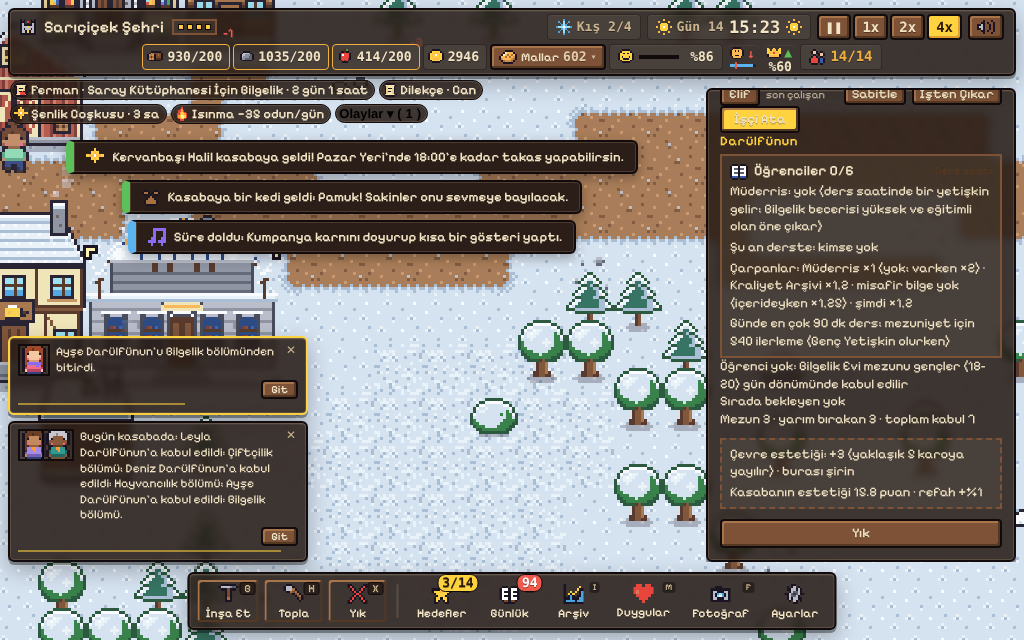 Sarıçiçek Şehri
-1
Kış 2/4
Gün 14 15:23
1x
2x
4x
930/200
1035/200
414/200
2946
Mallar 602
%86
%60
14/14
Ferman · Saray Kütüphanesi İçin Bilgelik · 2 gün 1 saat
Dilekçe · Can
Şenlik Coşkusu · 3 sa
Isınma -38 odun/gün
Olaylar ▾ ( 1 )
Kervanbaşı Halil kasabaya geldi! Pazar Yeri'nde 18:00'e kadar takas yapabilirsin.
Kasabaya bir kedi geldi: Pamuk! Sakinler onu sevmeye bayılacak.
Süre doldu: Kumpanya karnını doyurup kısa bir gösteri yaptı.
Ayşe Darülfünun'u Bilgelik bölümünden
bitirdi.
Git
Bugün kasabada: Leyla
Darülfünun'a kabul edildi: Çiftçilik
bölümü; Deniz Darülfünun'a kabul
edildi: Hayvancılık bölümü; Ayşe
Darülfünun'a kabul edildi: Bilgelik
bölümü.
Git
Elif
son çalışan
Sabitle
İşten Çıkar
İşçi Ata
Darülfünun
Öğrenciler 0/6
Müderris: yok (ders saatinde bir yetişkin
gelir; Bilgelik becerisi yüksek ve eğitimli
olan öne çıkar)
Şu an derste: kimse yok
Çarpanlar: Müderris ×1 (yok; varken ×2) ·
Kraliyet Arşivi ×1,2 · misafir bilge yok
(içerideyken ×1,25) · şimdi ×1,2
Günde en çok 90 dk ders; mezuniyet için
540 ilerleme (Genç Yetişkin olurken)
Öğrenci yok: Bilgelik Evi mezunu gençler (18-
20) gün dönümünde kabul edilir
Sırada bekleyen yok
Mezun 3 · yarım bırakan 3 · toplam kabul 7
Çevre estetiği: +3 (yaklaşık 5 karoya
yayılır) · burası şirin
Kasabanın estetiği 15.8 puan · refah +%1
Yık
G
İnşa Et
H
Topla
X
Yık
3/14
Hedefler
94
Günlük
I
Arşiv
M
Duygular
F
Fotoğraf
Ayarlar